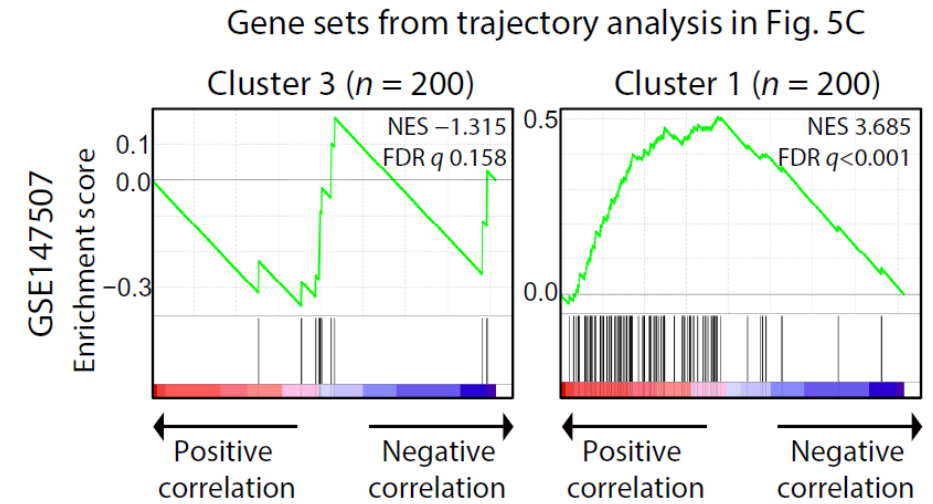 Gene sets from trajectory analysis in Fig. 5C
Cluster 3 (n = 200)
Cluster 1 (n = 200)
GSE147507
Enrichment score
0.1
0.0
−0.3
NES −1.315
FDR q 0.158
0.5
0.0
NES 3.685
FDR q<0.001
Positive
correlation
Negative
correlation
Positive
correlation
Negative
correlation